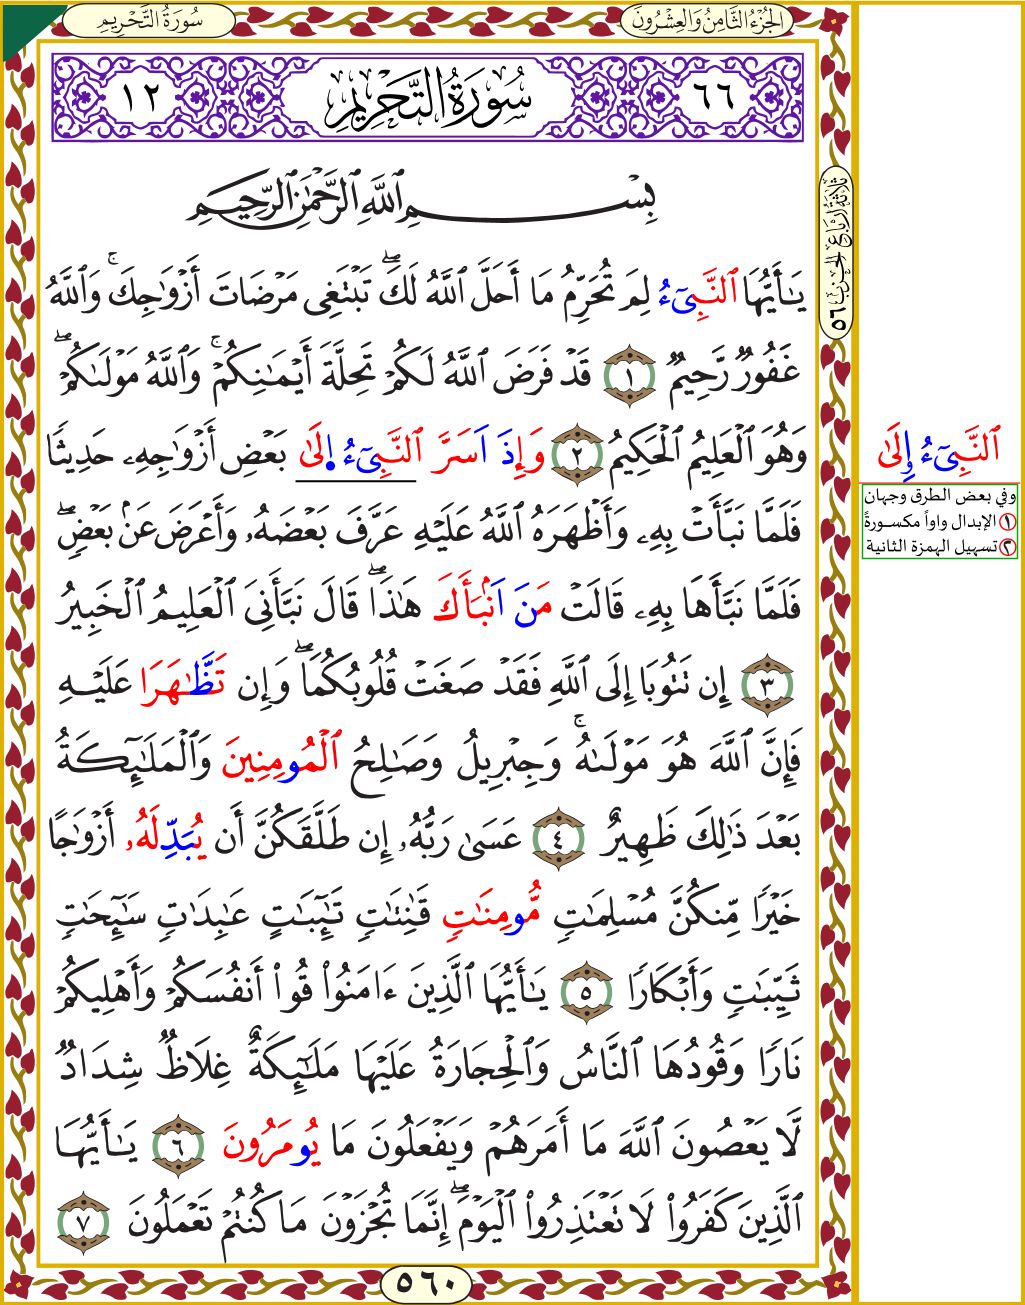 سُورَةُ التَّحْرِيمِ
الجُزْءُ الثَّامِنُ وَالعِشْرُونَ
٦٦ سُورَةُ التَّحْرِيمِ ١٢
بِسْمِ ٱللَّهِ ٱلرَّحْمَٰنِ ٱلرَّحِيمِ
يَٰٓأَيُّهَا ٱلنَّبِيٓءُ لِمَ تُحَرِّمُ مَآ أَحَلَّ ٱللَّهُ لَكَۖ تَبْتَغِي مَرْضَاتَ أَزْوَٰجِكَۚ وَٱللَّهُ
غَفُورٌ رَّحِيمٌ ١ قَدْ فَرَضَ ٱللَّهُ لَكُمْ تَحِلَّةَ أَيْمَٰنِكُمْۚ وَٱللَّهُ مَوْلَىٰكُمْۖ
وَهُوَ ٱلْعَلِيمُ ٱلْحَكِيمُ ٢ وَإِذَ اَسَرَّ ٱلنَّبِيٓءُ اِ۪لَىٰ بَعْضِ أَزْوَٰجِهِۦ حَدِيثًا
فَلَمَّا نَبَّأَتْ بِهِۦ وَأَظْهَرَهُ ٱللَّهُ عَلَيْهِ عَرَّفَ بَعْضَهُۥ وَأَعْرَضَ عَنۢ بَعْضٍۖ
فَلَمَّا نَبَّأَهَا بِهِۦ قَالَتْ مَنَ اَنۢبَأَكَ هَٰذَاۖ قَالَ نَبَّأَنِيَ ٱلْعَلِيمُ ٱلْخَبِيرُ
٣ إِن تَتُوبَآ إِلَى ٱللَّهِ فَقَدْ صَغَتْ قُلُوبُكُمَاۖ وَإِن تَظَّٰهَرَا عَلَيْهِ
فَإِنَّ ٱللَّهَ هُوَ مَوْلَىٰهُۚ وَجِبْرِيلُ وَصَٰلِحُ ٱلْمُومِنِينَ وَٱلْمَلَٰٓئِكَةُ
بَعْدَ ذَٰلِكَ ظَهِيرٌ ٤ عَسَىٰ رَبُّهُۥٓ إِن طَلَّقَكُنَّ أَن يُبَدِّلَهُۥٓ أَزْوَٰجًا
خَيْرًا مِّنكُنَّ مُسْلِمَٰتٍ مُّومِنَٰتٍ قَٰنِتَٰتٍ تَٰٓئِبَٰتٍ عَٰبِدَٰتٍ سَٰٓئِحَٰتٍ
ثَيِّبَٰتٍ وَأَبْكَارًا ٥ يَٰٓأَيُّهَا ٱلَّذِينَ ءَامَنُوا۟ قُوٓا۟ أَنفُسَكُمْ وَأَهْلِيكُمْ
نَارًا وَقُودُهَا ٱلنَّاسُ وَٱلْحِجَارَةُ عَلَيْهَا مَلَٰٓئِكَةٌ غِلَاظٌ شِدَادٌ
لَّا يَعْصُونَ ٱللَّهَ مَآ أَمَرَهُمْ وَيَفْعَلُونَ مَا يُومَرُونَ ٦ يَٰٓأَيُّهَا
ٱلَّذِينَ كَفَرُوا۟ لَا تَعْتَذِرُوا۟ ٱلْيَوْمَۖ إِنَّمَا تُجْزَوْنَ مَا كُنتُمْ تَعْمَلُونَ ٧
٥٦٠
ثَلَاثَةُ أَرْبَاعِ الحِزْب ٥٦
ٱلنَّبِيٓءُ وِلَىٰ
وفي بعض الطرق وجهان
١ الإبدال واواً مكسورةً
٢ تسهيل الهمزة الثانية